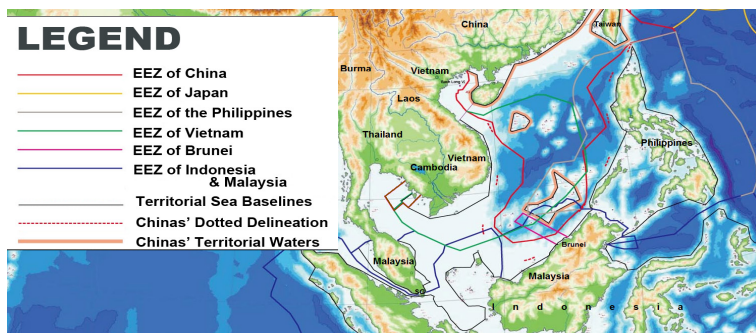 LEGEND
EEZ of China
EEZ of Japan
EEZ of the Philippines
EEZ of Vietnam
EEZ of Brunei
EEZ of Indonesia
& Malaysia
Territorial Sea Baselines
Chinas' Dotted Delineation
Chinas' Territorial Waters
China
Taiwan
Burma
Vietnam
Laos
Thailand
Vietnam
Cambodia
Philippines
Brunei
Malaysia
Malaysia
SG
Indonesia